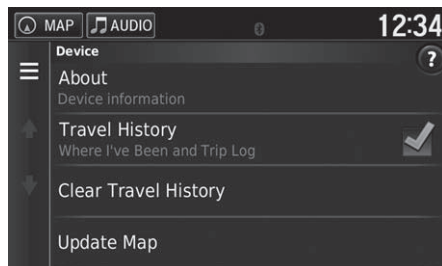 MAP AUDIO 12:34
Device
?
About
Device information
Travel History
Where I've Been and Trip Log
Clear Travel History
Update Map